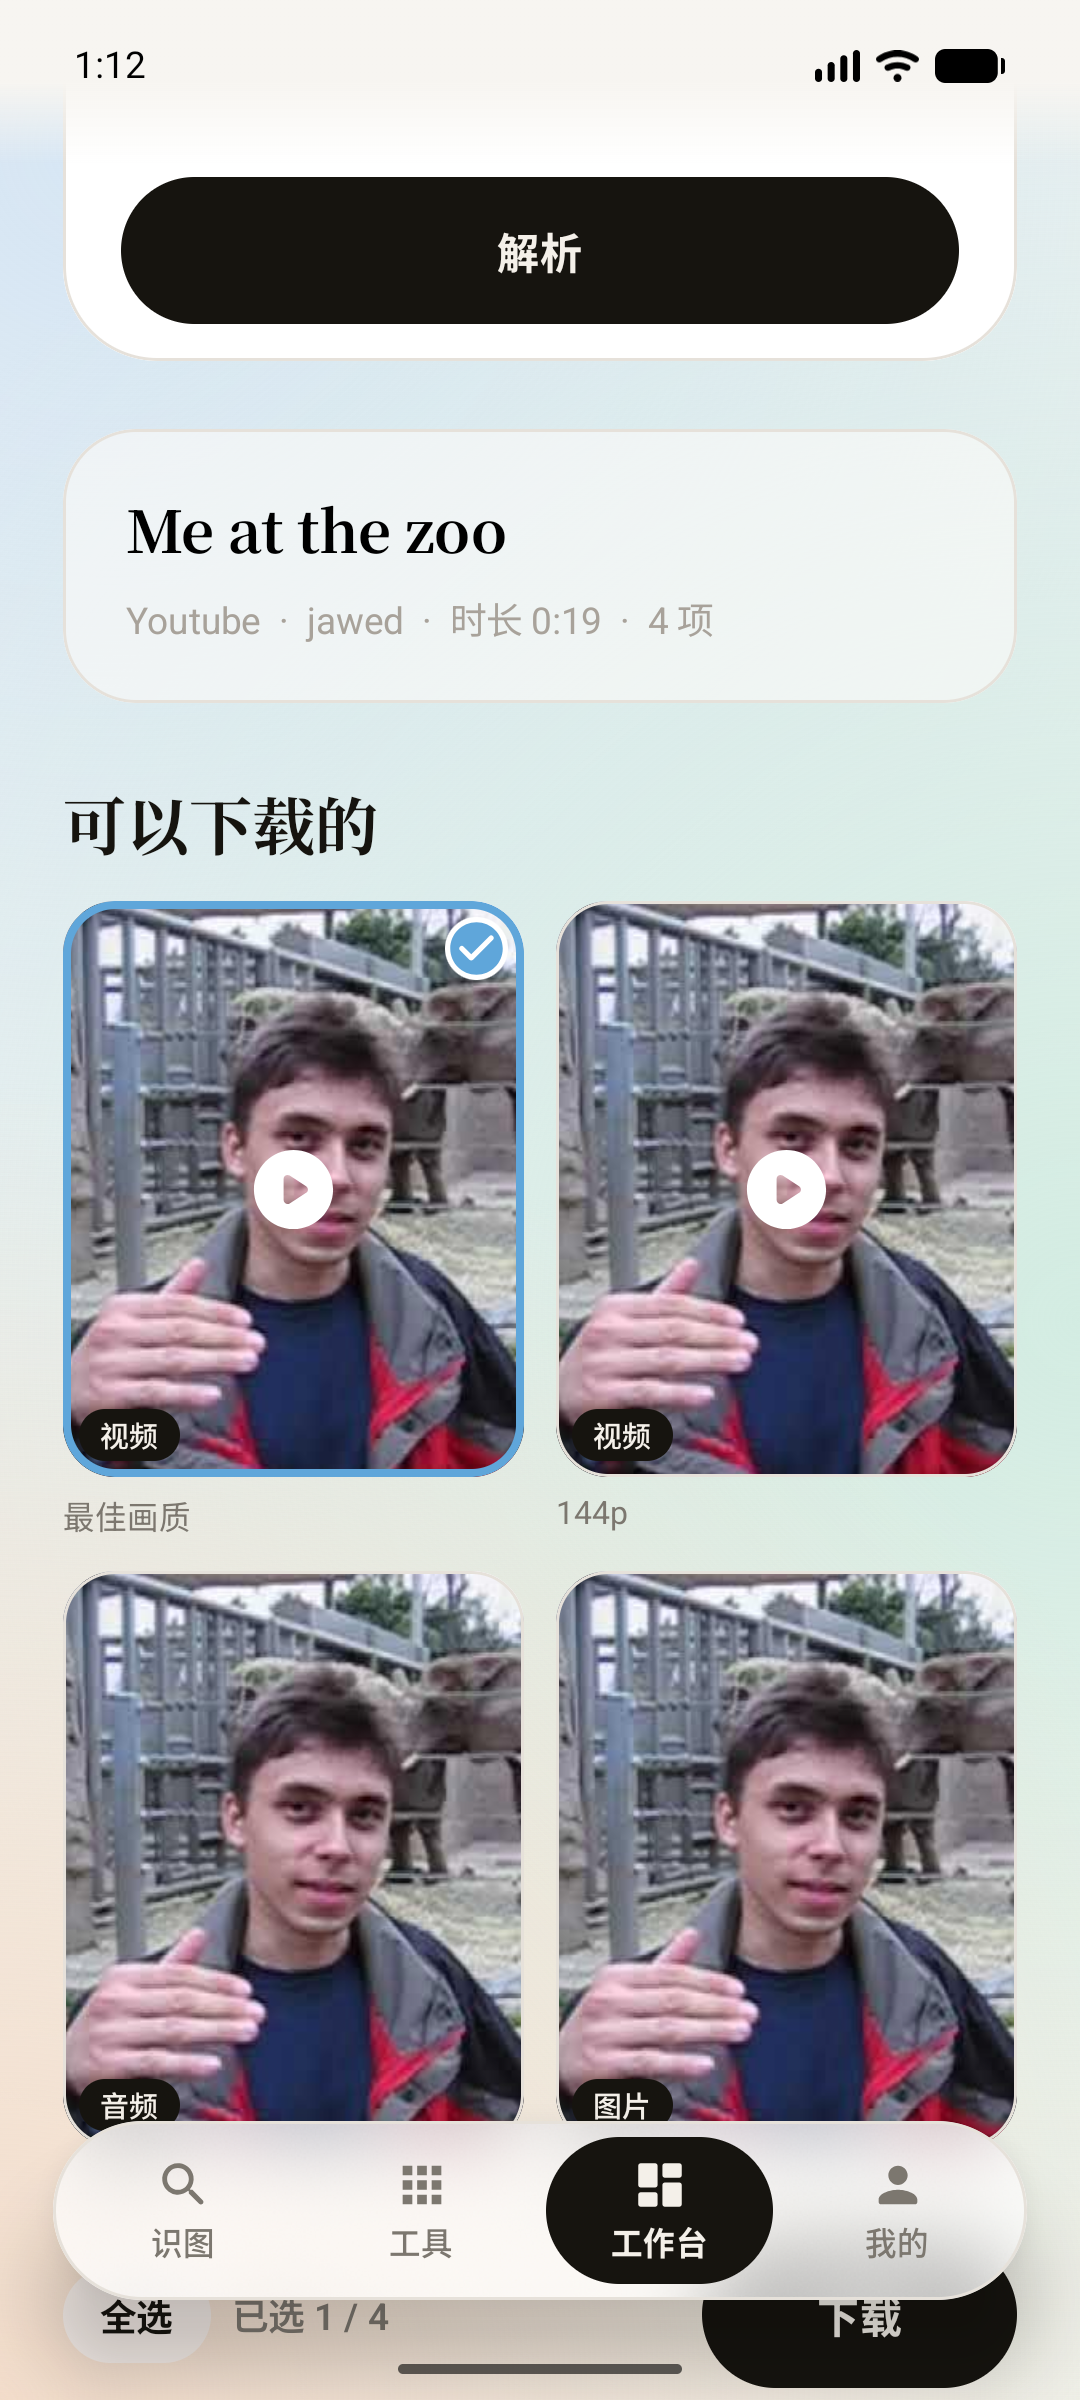 1:12
解析
Me at the zoo
Youtube · jawed · 时长 0:19 · 4 项
可以下载的
视频
视频
最佳画质
144p
音频
图片
识图
工具
工作台
我的
全选
已选 1 / 4
下载